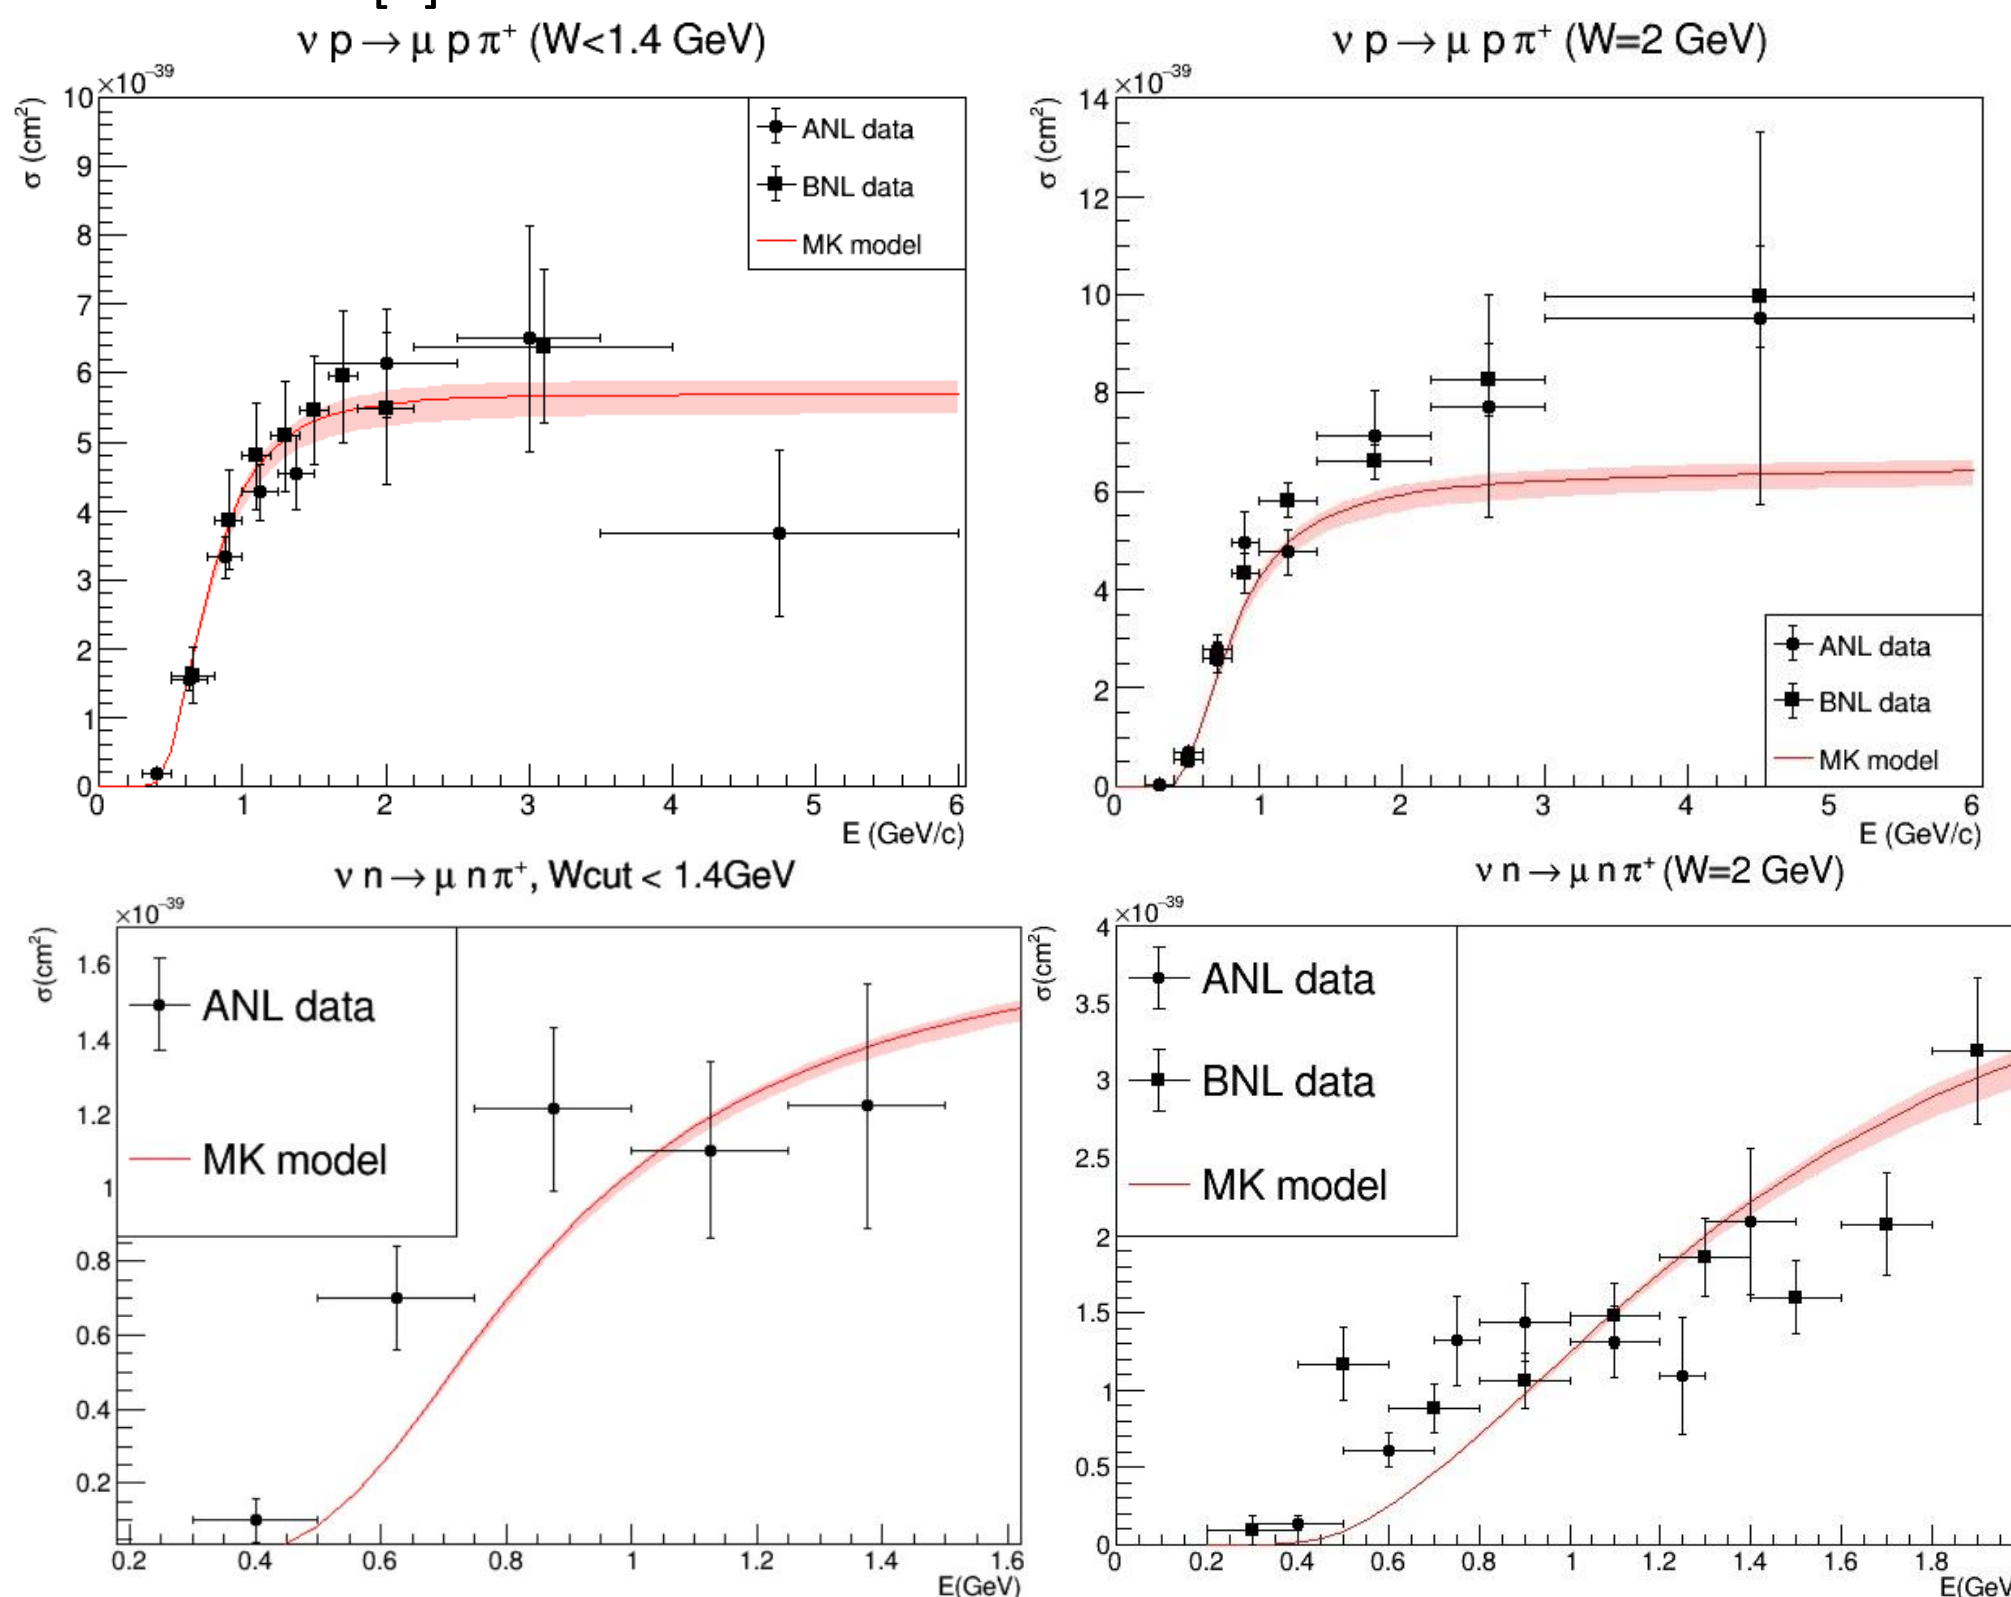 ν p → μ p π⁺ (W<1.4 GeV)
×10⁻³⁹
σ (cm²)
10
9
8
7
6
5
4
3
2
1
0
ANL data
BNL data
MK model
0 1 2 3 4 5 6
E (GeV/c)
ν p → μ p π⁺ (W=2 GeV)
×10⁻³⁹
σ (cm²)
14
12
10
8
6
4
2
0
ANL data
BNL data
MK model
0 1 2 3 4 5 6
E (GeV/c)
ν n → μ n π⁺, Wcut < 1.4GeV
×10⁻³⁹
σ(cm²)
1.6
1.4
1.2
1
0.8
0.6
0.4
0.2
ANL data
MK model
0.2 0.4 0.6 0.8 1 1.2 1.4 1.6
E(GeV)
ν n → μ n π⁺ (W=2 GeV)
×10⁻³⁹
σ(cm²)
4
3.5
3
2.5
2
1.5
1
0.5
0
ANL data
BNL data
MK model
0 0.2 0.4 0.6 0.8 1 1.2 1.4 1.6 1.8
E(GeV